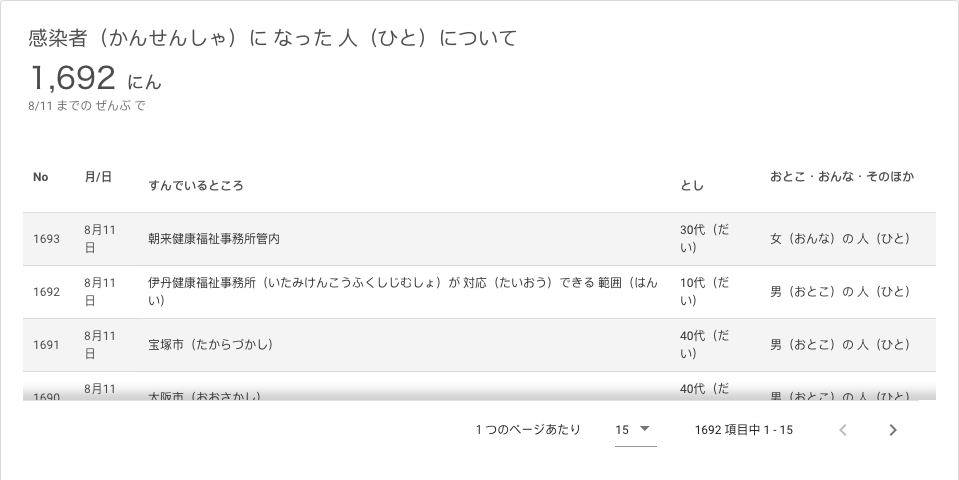 感染者（かんせんしゃ）に なった 人（ひと）について
1,692 にん
8/11 までの ぜんぶ で
No 月/日 すんでいるところ とし おとこ・おんな・そのほか
1693 8月11日 朝来健康福祉事務所管内 30代（だい） 女（おんな）の 人（ひと）
1692 8月11日 伊丹健康福祉事務所（いたみけんこうふくしじむしょ）が 対応（たいおう）できる 範囲（はんい） 10代（だい） 男（おとこ）の 人（ひと）
1691 8月11日 宝塚市（たからづかし） 40代（だい） 男（おとこ）の 人（ひと）
1690 8月11 大阪市（おおさかし） 40代（だ 男（おとこ）の 人（ひと）
1 つのページあたり 15 1692 項目中 1 - 15